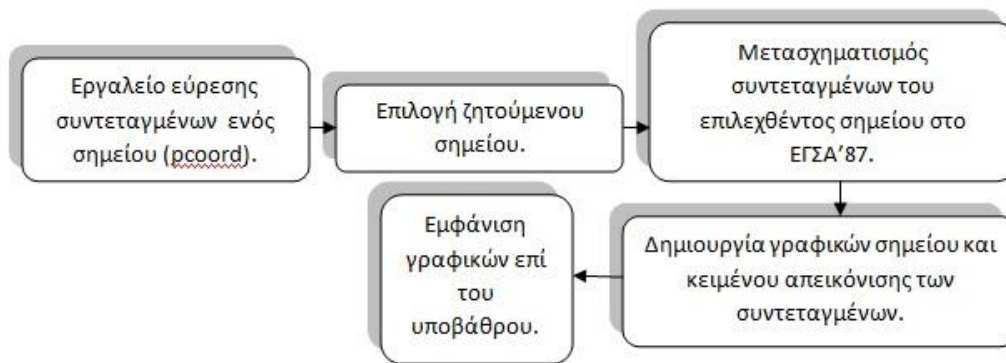 Εργαλείο εύρεσης
συντεταγμένων ενός
σημείου (pcoord).
Επιλογή ζητούμενου
σημείου.
Μετασχηματισμός
συντεταγμένων του
επιλεχθέντος σημείου στο
ΕΓΣΑ’87.
Δημιουργία γραφικών σημείου και
κειμένου απεικόνισης των
συντεταγμένων.
Εμφάνιση
γραφικών επί
του
υποβάθρου.